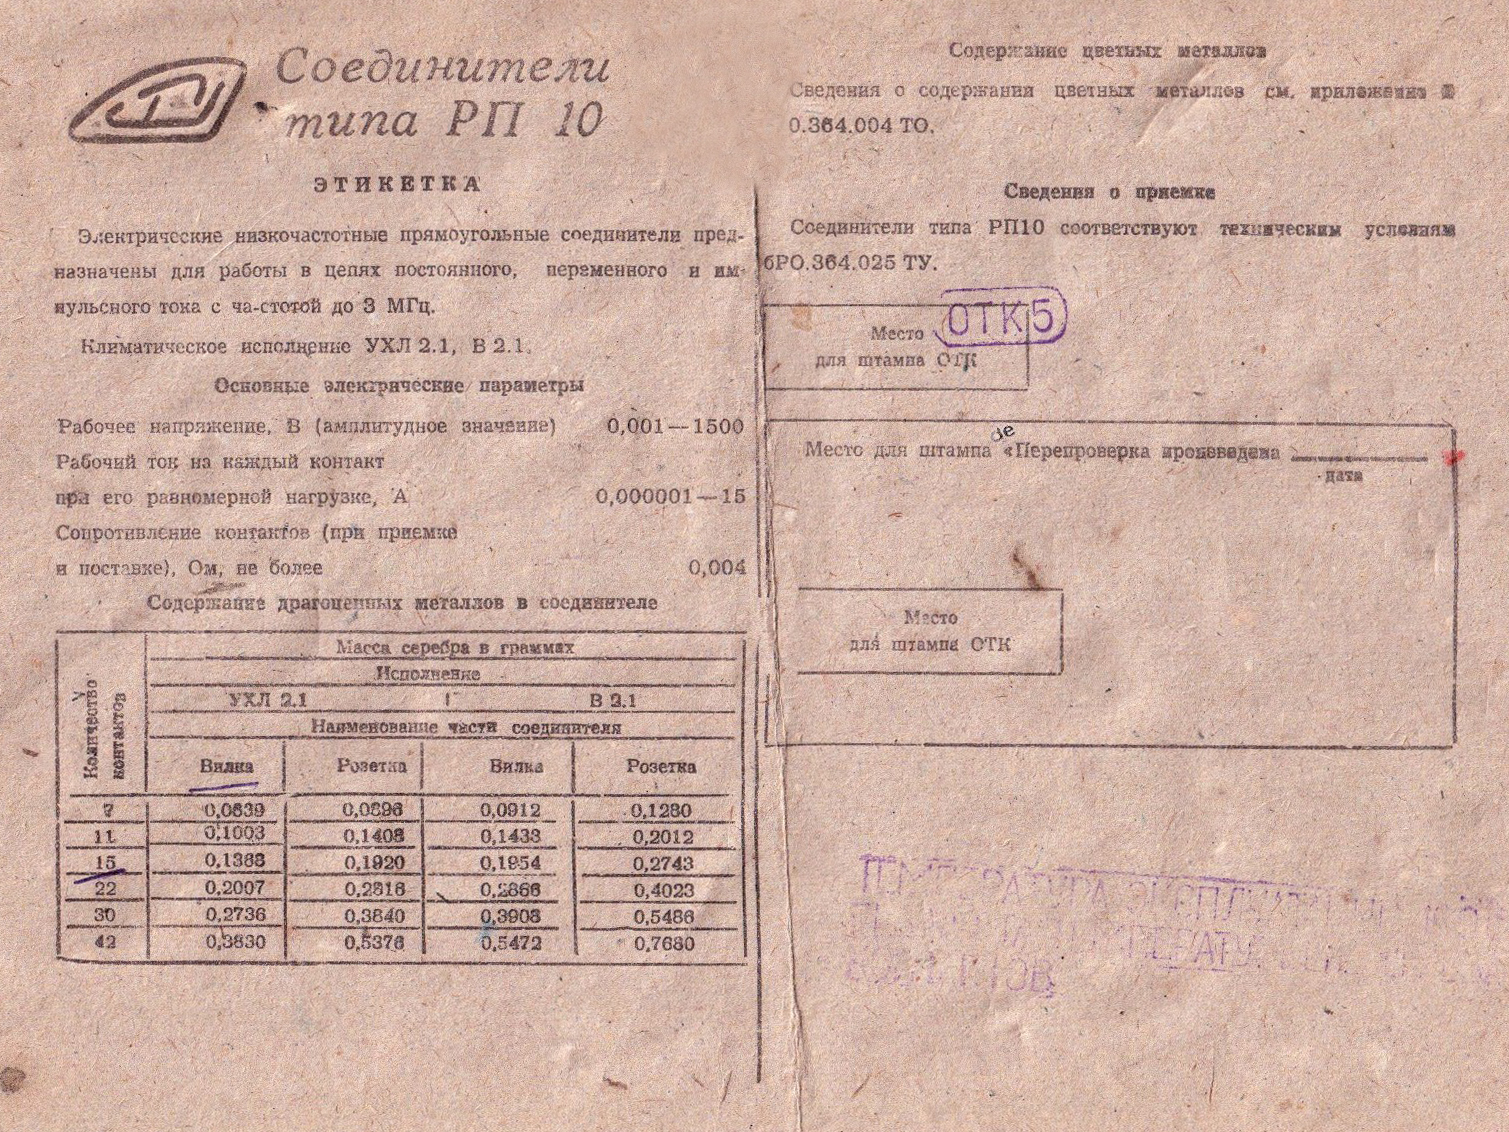 Соединители
типа РП 10
ЭТИКЕТКА
Электрические низкочастотные прямоугольные соединители пред-
назначены для работы в цепях постоянного, переменного и им-
пульсного тока с ча-стотой до 3 МГц.
Климатическое исполнение УХЛ 2.1, В 2.1.
Основные электрические параметры
Рабочее напряжение, В (амплитудное значение) 0,001—1500
Рабочий ток на каждый контакт
при его равномерной нагрузке, А 0,000001—15
Сопротивление контактов (при приемке
и поставке), Ом, не более 0,004
Содержание драгоценных металлов в соединителе
Количество контактов
Масса серебра в граммах
Исполнение
УХЛ 2.1 В 2.1
Наименование части соединителя
Вилка Розетка Вилка Розетка
7 0,0639 0,0896 0,0912 0,1280
11 0,1003 0,1408 0,1433 0,2012
15 0,1368 0,1920 0,1954 0,2743
22 0,2007 0,2816 0,2866 0,4023
30 0,2736 0,3840 0,3908 0,5486
42 0,3830 0,5376 0,5472 0,7680
Содержание цветных металлов
Сведения о содержании цветных металлов см. приложение
0.364.004 ТО.
Сведения о приемке
Соединители типа РП10 соответствуют техническим условиям
бРО.364.025 ТУ.
ОТК5
Место
для штампа ОТК
de
Место для штампа «Перепроверка произведена
дата
Место
для штампа ОТК